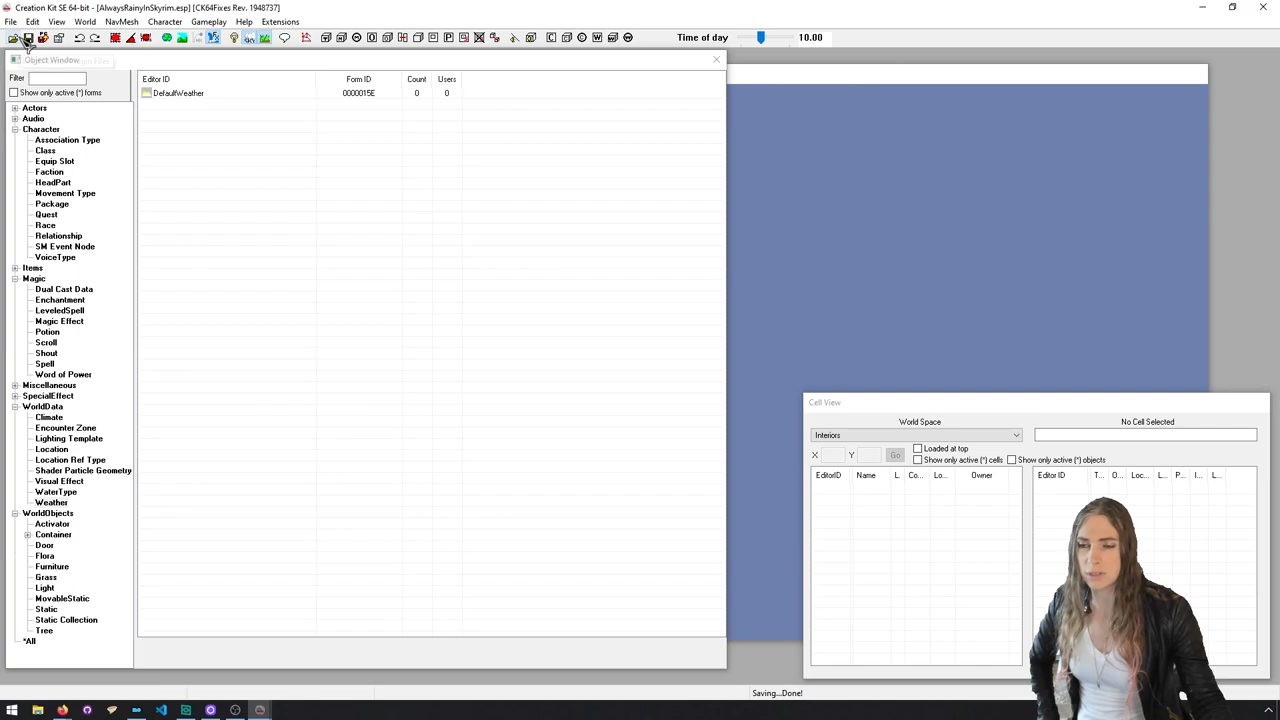 Creation Kit SE 64-bit - [AlwaysRainyInSkyrim.esp] [CK64Fixes Rev. 1948737]
File Edit View World NavMesh Character Gameplay Help Extensions
Time of day 10.00
Object Window
Filter
Show only active (*) forms
Editor ID Form ID Count Users
DefaultWeather 0000015E 0 0
Actors
Audio
Character
Association Type
Class
Equip Slot
Faction
HeadPart
Movement Type
Package
Quest
Race
Relationship
SM Event Node
VoiceType
Items
Magic
Dual Cast Data
Enchantment
LeveledSpell
Magic Effect
Potion
Scroll
Shout
Spell
Word of Power
Miscellaneous
SpecialEffect
WorldData
Climate
Encounter Zone
Lighting Template
Location
Location Ref Type
Shader Particle Geometry
Visual Effect
WaterType
Weather
WorldObjects
Activator
Container
Door
Flora
Furniture
Grass
Light
MovableStatic
Static
Static Collection
Tree
*All
Cell View
World Space No Cell Selected
Interiors
X Y Go Loaded at top
Show only active (*) cells Show only active (*) objects
EditorID Name L. Co... Lo... Owner Editor ID T... O... Loc... L... P... I... L...
Saving...Done!